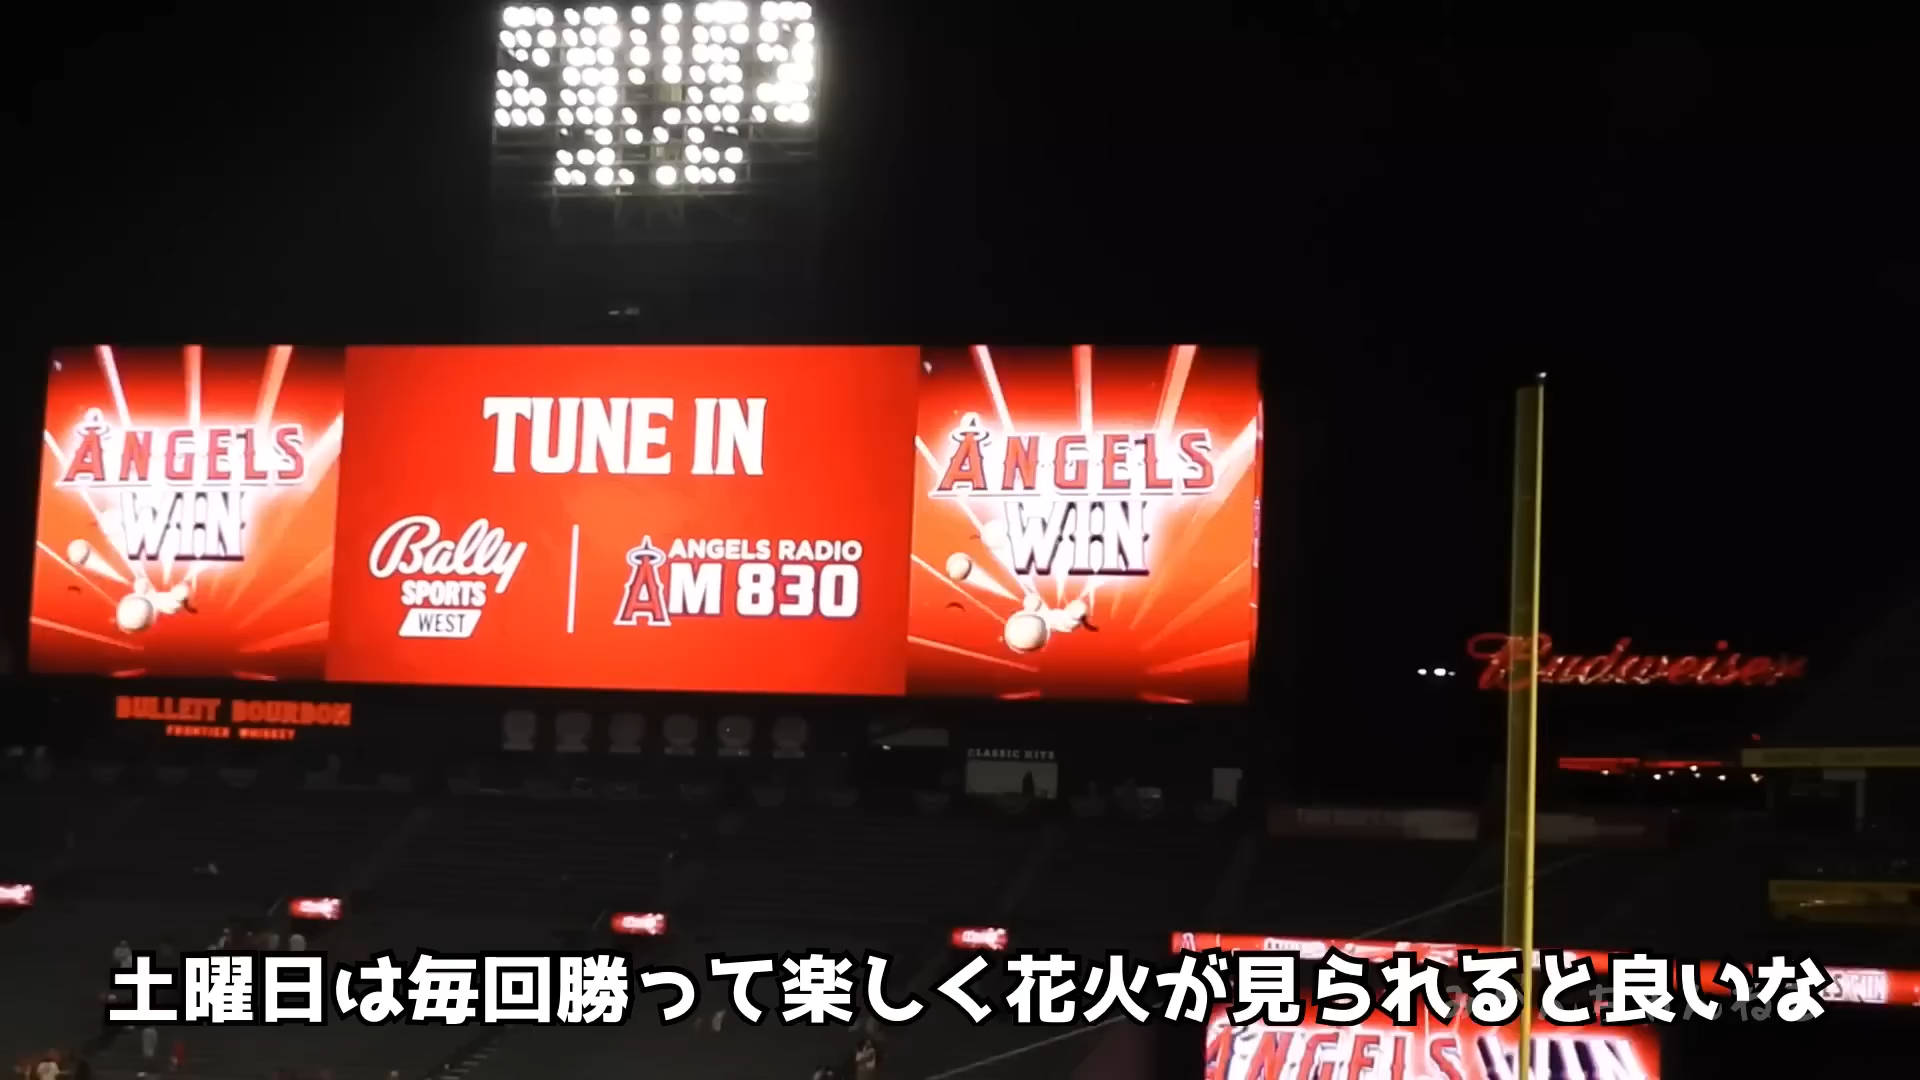 TUNE IN
ANGELS
WIN
Bally
SPORTS
WEST
ANGELS RADIO
AM 830
ANGELS
WIN
Budweiser
BULLEIT BOURBON
FRONTIER WHISKEY
CLASSIC HITS
土曜日は毎回勝って楽しく花火が見られると良いな
ANGELS WIN